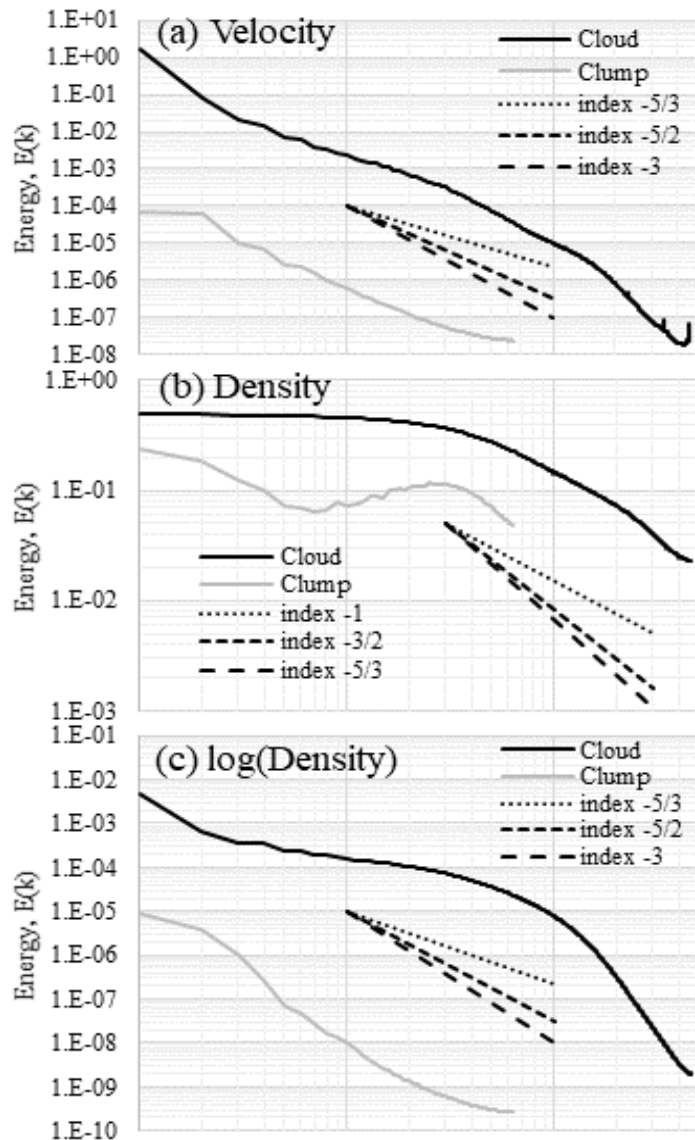 1.E+01
(a) Velocity
1.E+00
1.E-01
1.E-02
1.E-03
1.E-04
1.E-05
1.E-06
1.E-07
1.E-08
Energy, E(k)
Cloud
Clump
index -5/3
index -5/2
index -3
1.E+00
(b) Density
1.E-01
1.E-02
1.E-03
Energy, E(k)
Cloud
Clump
index -1
index -3/2
index -5/3
1.E-01
(c) log(Density)
1.E-02
1.E-03
1.E-04
1.E-05
1.E-06
1.E-07
1.E-08
1.E-09
1.E-10
Energy, E(k)
Cloud
Clump
index -5/3
index -5/2
index -3